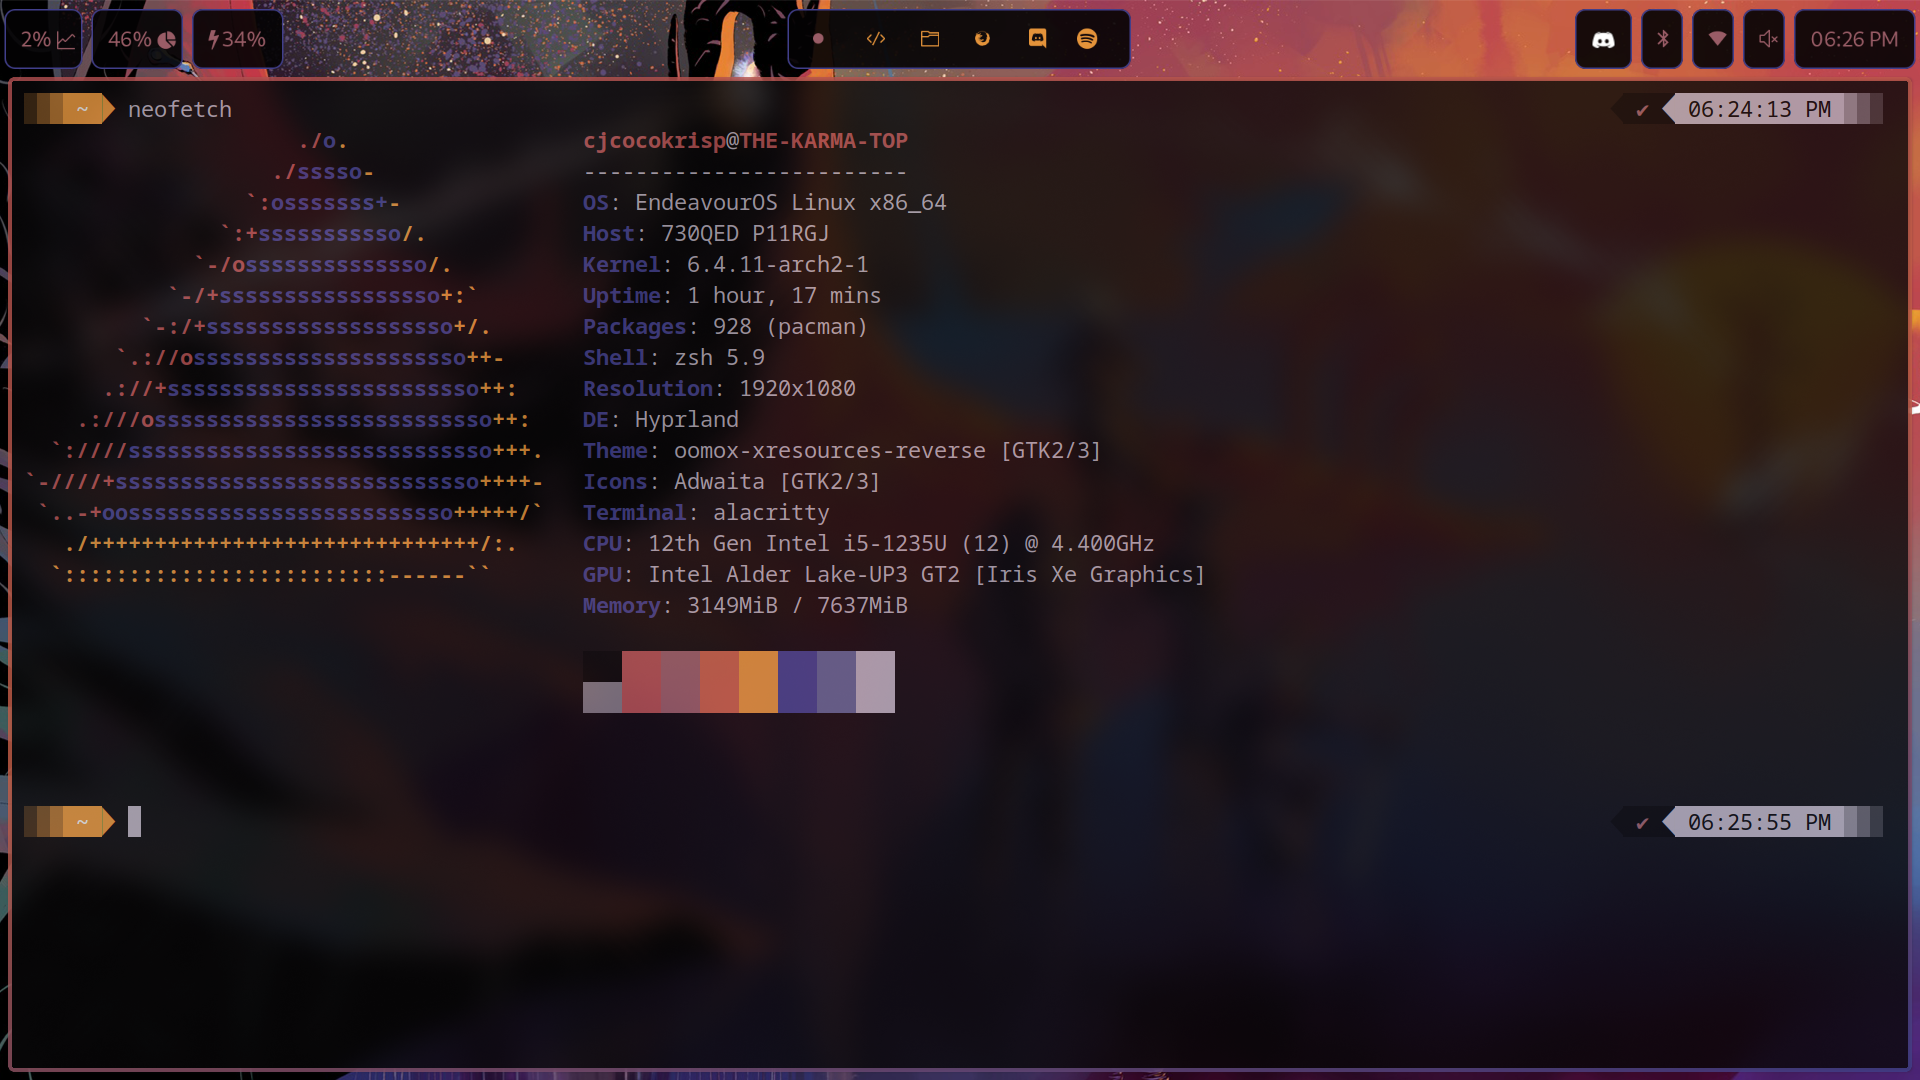 2% 46% 34% 06:26 PM
~ neofetch ✔ 06:24:13 PM
./o.
./sssso-
`:osssssss+-
`:+sssssssssso/.
`-/ossssssssssssso/.
`-/+sssssssssssssssso+:`
`-:/+sssssssssssssssssso+/.
`.://osssssssssssssssssssso++-
.://+ssssssssssssssssssssssso++:
.:///ossssssssssssssssssssssssso++:
`:////ssssssssssssssssssssssssssso+++.
`-////+ssssssssssssssssssssssssssso++++-
`..-+oosssssssssssssssssssssssso+++++/`
./++++++++++++++++++++++++++++++/:.
`:::::::::::::::::::::::::------``
cjcocokrisp@THE-KARMA-TOP
-------------------------
OS: EndeavourOS Linux x86_64
Host: 730QED P11RGJ
Kernel: 6.4.11-arch2-1
Uptime: 1 hour, 17 mins
Packages: 928 (pacman)
Shell: zsh 5.9
Resolution: 1920x1080
DE: Hyprland
Theme: oomox-xresources-reverse [GTK2/3]
Icons: Adwaita [GTK2/3]
Terminal: alacritty
CPU: 12th Gen Intel i5-1235U (12) @ 4.400GHz
GPU: Intel Alder Lake-UP3 GT2 [Iris Xe Graphics]
Memory: 3149MiB / 7637MiB
~ ✔ 06:25:55 PM